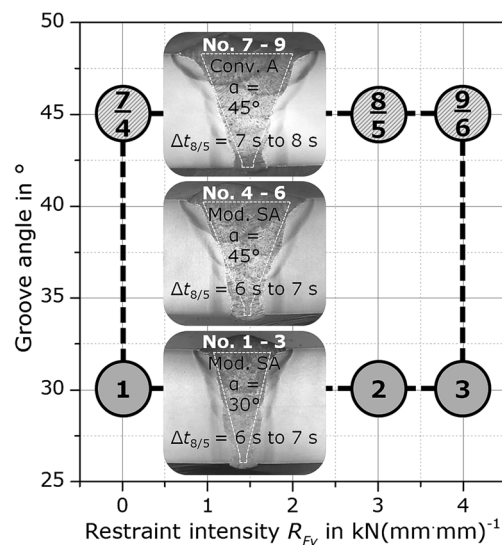 Groove angle in °
50
45
40
35
30
25
No. 7 - 9
Conv. A
α =
45°
Δt8/5 = 7 s to 8 s
7
4
8
5
9
6
No. 4 - 6
Mod. SA
α =
45°
Δt8/5 = 6 s to 7 s
No. 1 - 3
Mod. SA
α =
30°
Δt8/5 = 6 s to 7 s
1
2
3
0 1 2 3 4
Restraint intensity RFy in kN(mm·mm)-1